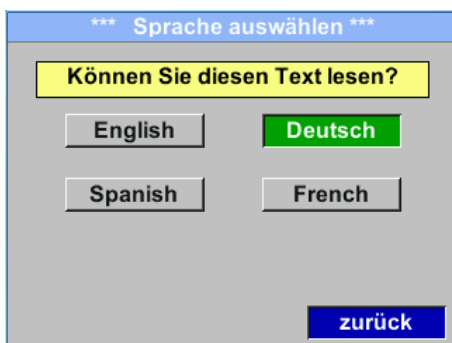 *** Sprache auswählen ***
Können Sie diesen Text lesen?
English Deutsch
Spanish French
zurück